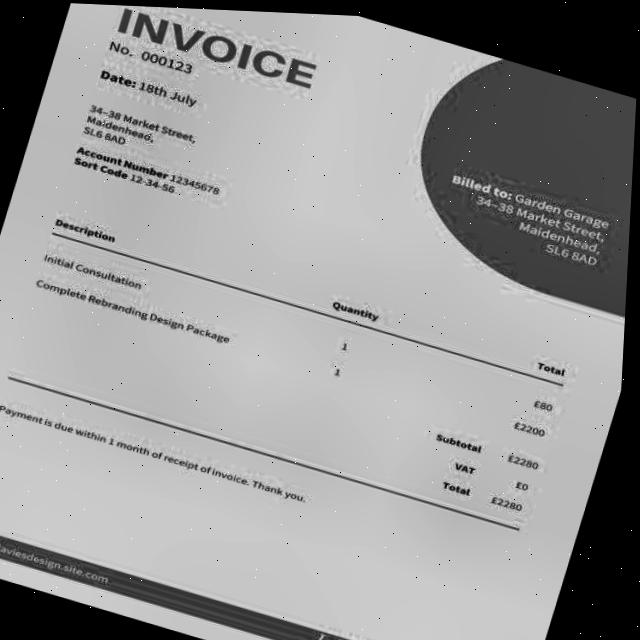 INVOICE
No. 000123
Date: 18th July
34-38 Market Street,
Maidenhead,
SL6 8AD
Account Number 12345678
Sort Code 12-34-56
Billed to: Garden Garage
34-38 Market Street,
Maidenhead,
SL6 8AD
Description Quantity Total
Initial Consultation 1 £80
Complete Rebranding Design Package 1 £2200
Subtotal £2280
VAT £0
Total £2280
Payment is due within 1 month of receipt of invoice. Thank you.
aviesdesign.site.com